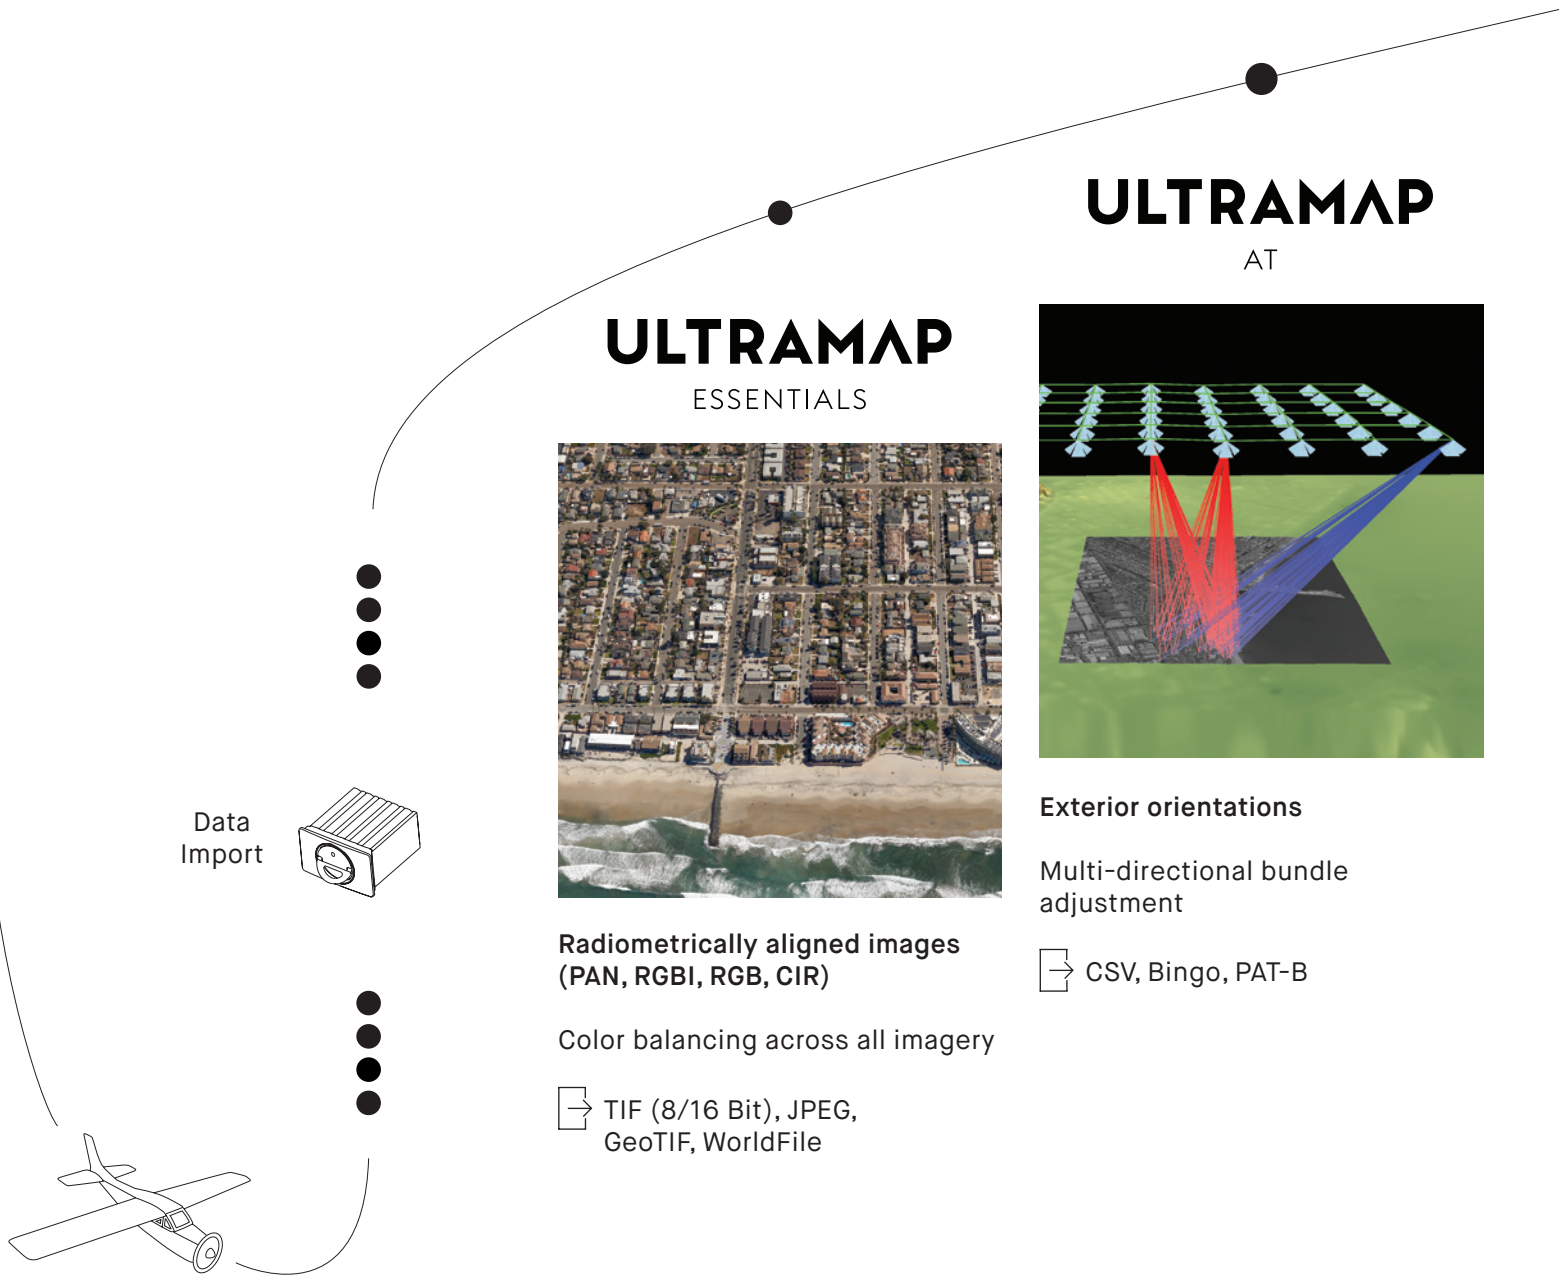 ULTRAMAP
AT
ULTRAMAP
ESSENTIALS
Data
Import
Exterior orientations
Multi-directional bundle
adjustment
CSV, Bingo, PAT-B
Radiometrically aligned images
(PAN, RGBI, RGB, CIR)
Color balancing across all imagery
TIF (8/16 Bit), JPEG,
GeoTIF, WorldFile